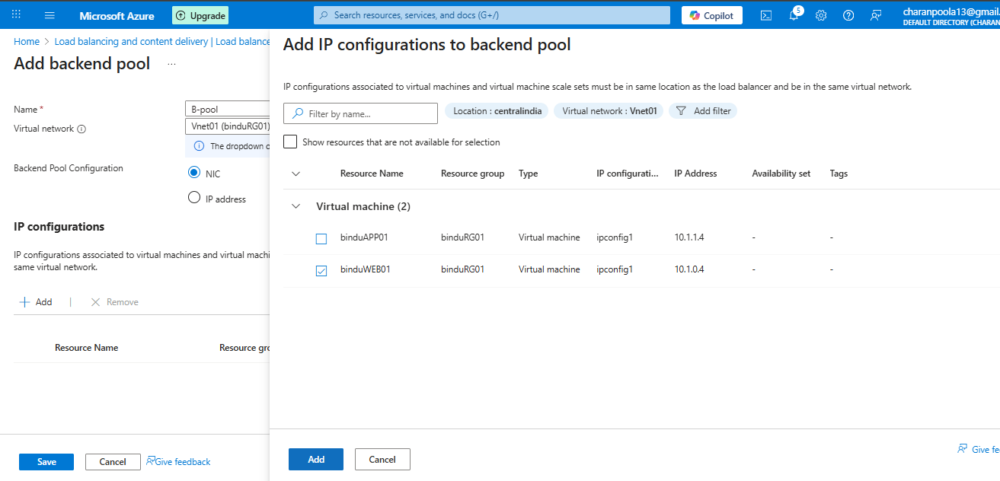 Microsoft Azure
Upgrade
Search resources, services, and docs (G+/)
Copilot
5
charanpoola13@gmail.
DEFAULT DIRECTORY (CHARAN
Home > Load balancing and content delivery | Load balance
Add backend pool ...
Name *
B-pool
Virtual network
Vnet01 (binduRG01)
The dropdown o
Backend Pool Configuration
NIC
IP address
IP configurations
IP configurations associated to virtual machines and virtual machi
same virtual network.
Add | Remove
Resource Name Resource gro
Save Cancel Give feedback
Add IP configurations to backend pool
IP configurations associated to virtual machines and virtual machine scale sets must be in same location as the load balancer and be in the same virtual network.
Filter by name... Location : centralindia Virtual network : Vnet01 Add filter
Show resources that are not available for selection
Resource Name Resource group Type IP configurati... IP Address Availability set Tags
Virtual machine (2)
binduAPP01 binduRG01 Virtual machine ipconfig1 10.1.1.4 - -
binduWEB01 binduRG01 Virtual machine ipconfig1 10.1.0.4 - -
Add Cancel
Give fe